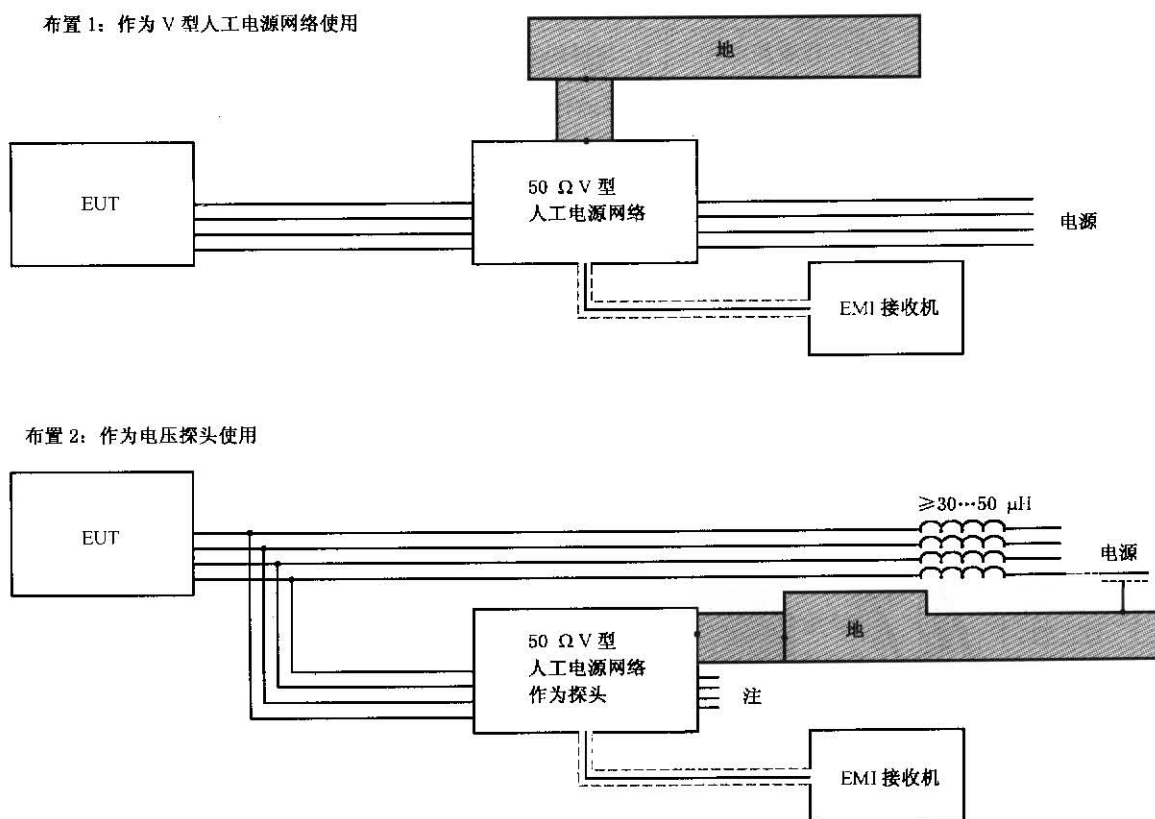 布置 1：作为 V 型人工电源网络使用
地
EUT
50 Ω V 型
人工电源网络
电源
EMI 接收机
布置 2：作为电压探头使用
EUT
≥30…50 μH
电源
50 Ω V 型
人工电源网络
作为探头
地
注
EMI 接收机